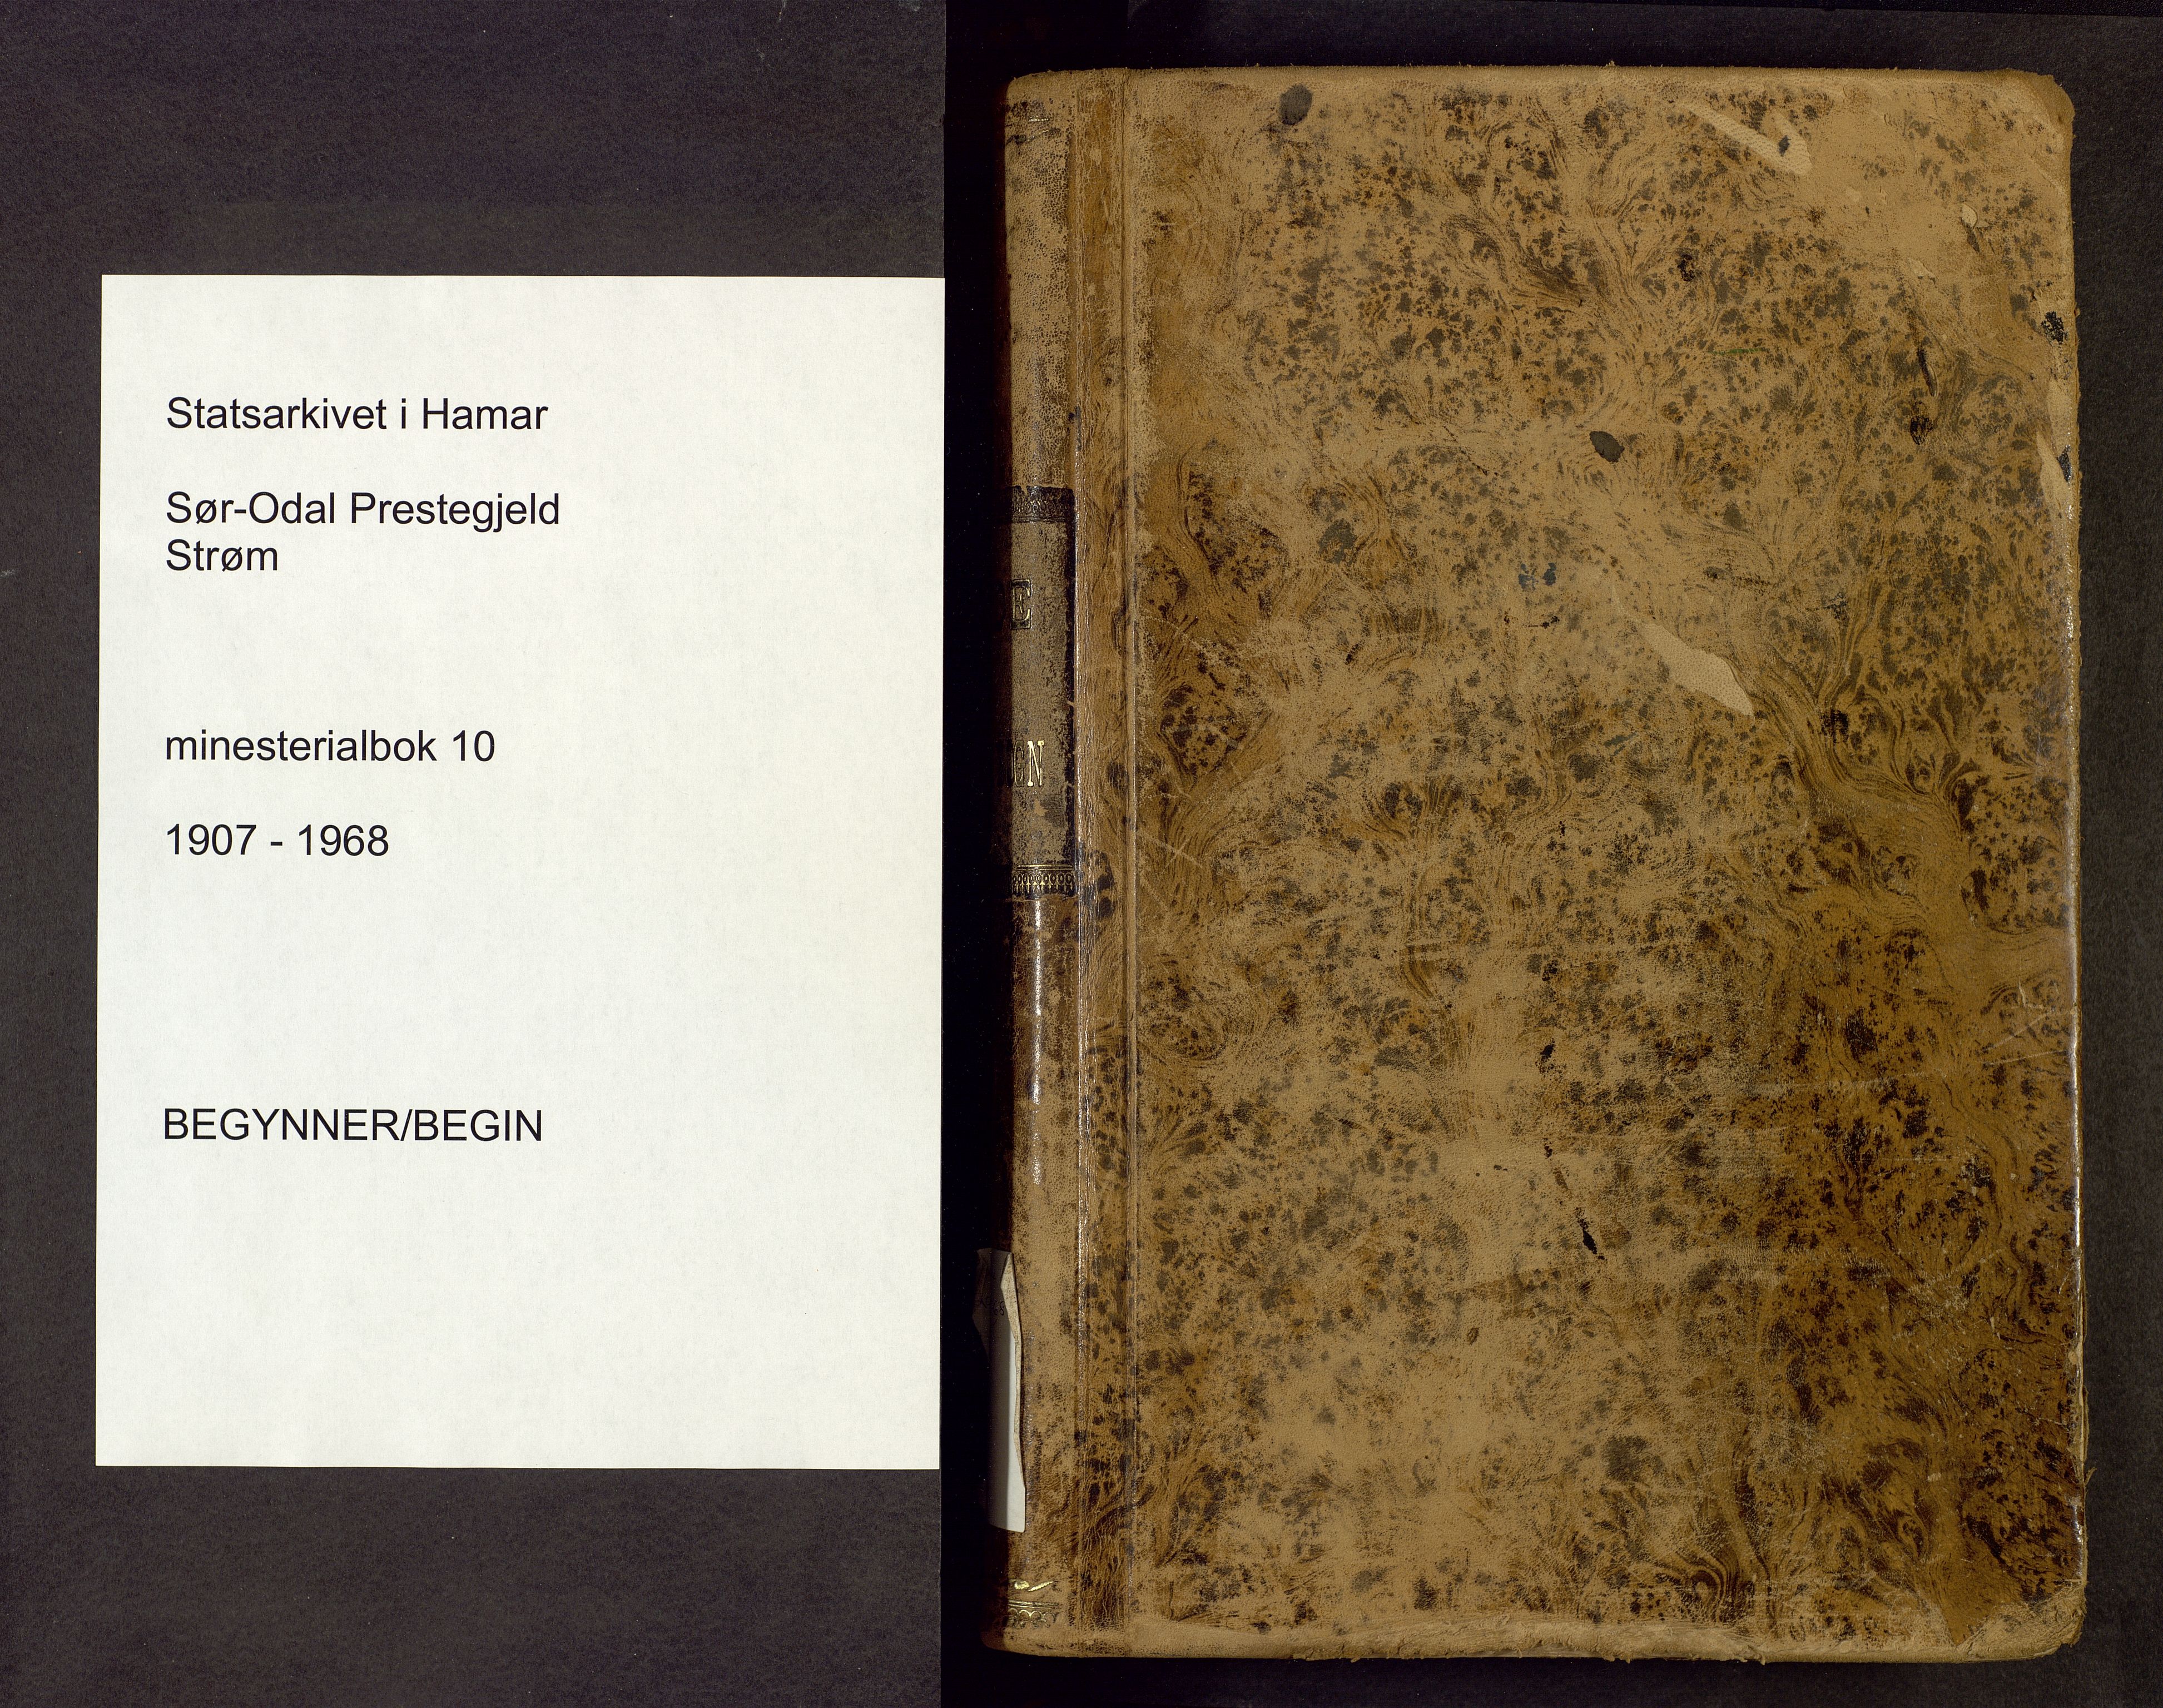 Statsarkivet i Hamar
Sør-Odal Prestegjeld
Strøm
minesterialbok 10
1907 - 1968
BEGYNNER/BEGIN